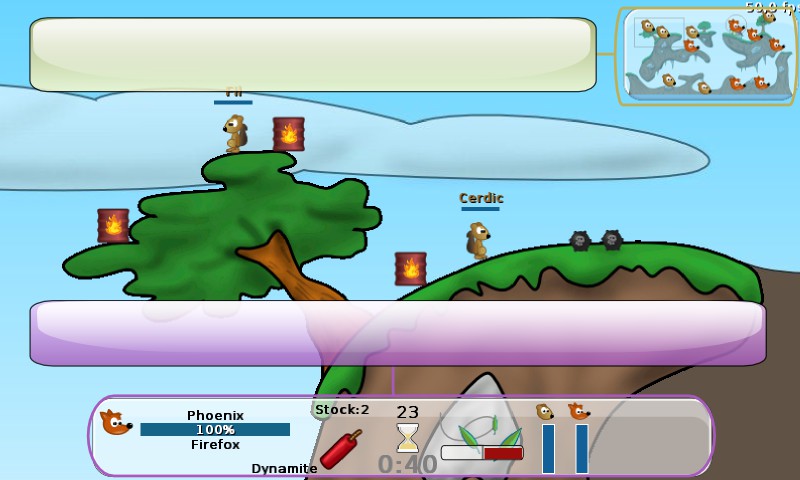 50,0 fps
Fil
Cerdic
Phoenix
100%
Firefox
Stock:2
23
Dynamite
0:40